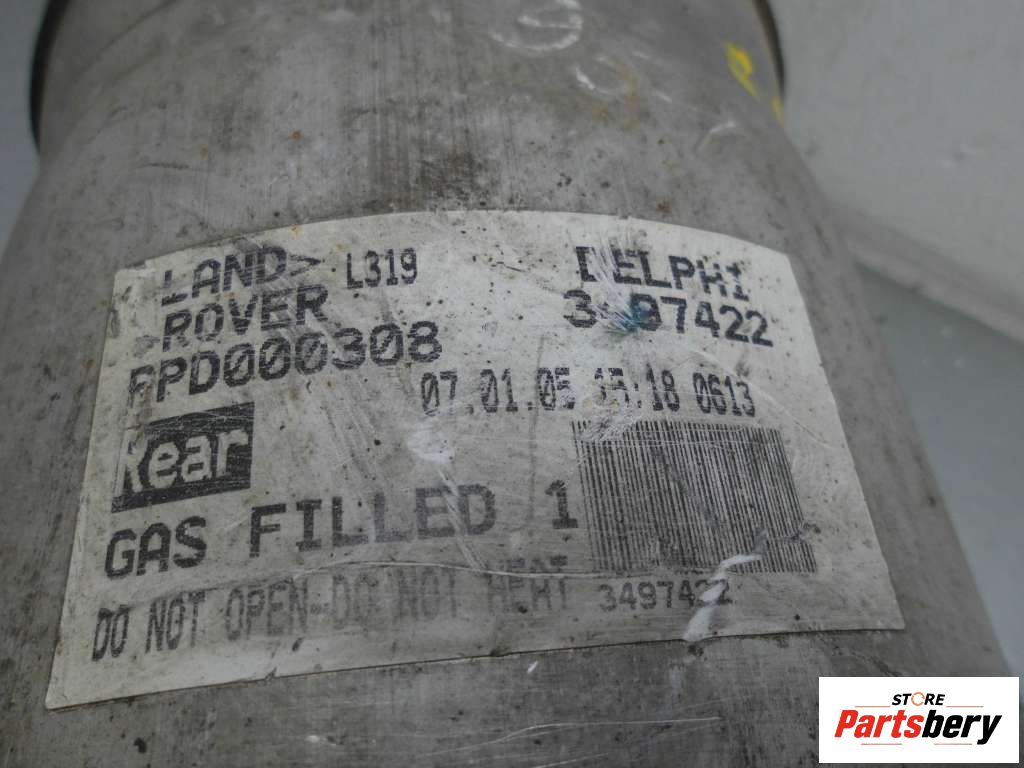 LAND> L319
ROVER
RPD000308
Rear
GAS FILLED 1
DO NOT OPEN-DO NOT HEAT
DELPHI
3497422
07.01.05 15:18 0613
3497422
STORE
Partsbery